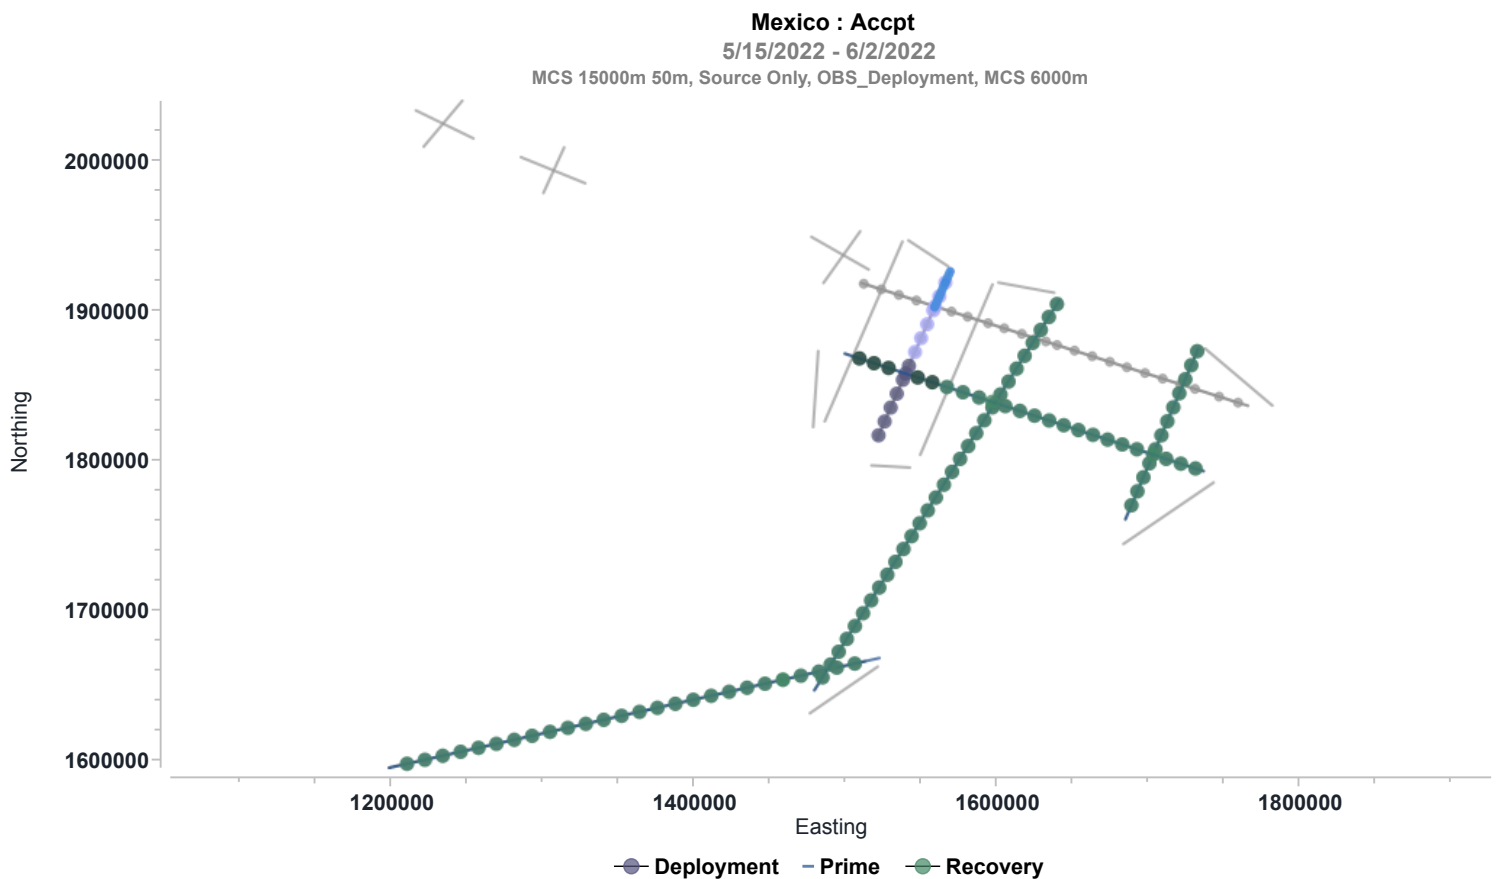 Mexico : Accpt
5/15/2022 - 6/2/2022
MCS 15000m 50m, Source Only, OBS_Deployment, MCS 6000m
2000000
1900000
1800000
1700000
1600000
Northing
1200000 1400000 1600000 1800000
Easting
Deployment Prime Recovery